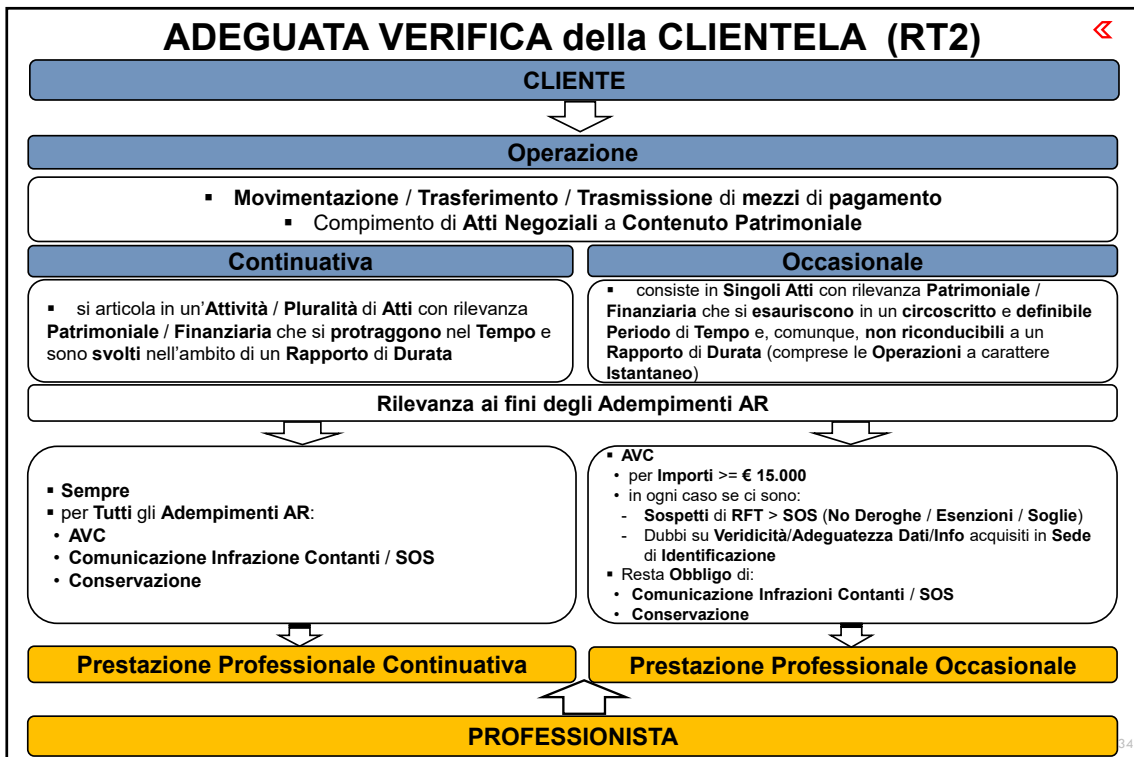 ADEGUATA VERIFICA della CLIENTELA (RT2)
CLIENTE
Operazione
▪ Movimentazione / Trasferimento / Trasmissione di mezzi di pagamento
▪ Compimento di Atti Negoziali a Contenuto Patrimoniale
Continuativa
▪ si articola in un'Attività / Pluralità di Atti con rilevanza
Patrimoniale / Finanziaria che si protraggono nel Tempo e
sono svolti nell'ambito di un Rapporto di Durata
Occasionale
▪ consiste in Singoli Atti con rilevanza Patrimoniale /
Finanziaria che si esauriscono in un circoscritto e definibile
Periodo di Tempo e, comunque, non riconducibili a un
Rapporto di Durata (comprese le Operazioni a carattere
Istantaneo)
Rilevanza ai fini degli Adempimenti AR
▪ Sempre
▪ per Tutti gli Adempimenti AR:
• AVC
• Comunicazione Infrazione Contanti / SOS
• Conservazione
▪ AVC
• per Importi >= € 15.000
• in ogni caso se ci sono:
- Sospetti di RFT > SOS (No Deroghe / Esenzioni / Soglie)
- Dubbi su Veridicità/Adeguatezza Dati/Info acquisiti in Sede
di Identificazione
▪ Resta Obbligo di:
• Comunicazione Infrazioni Contanti / SOS
• Conservazione
Prestazione Professionale Continuativa
Prestazione Professionale Occasionale
PROFESSIONISTA
34